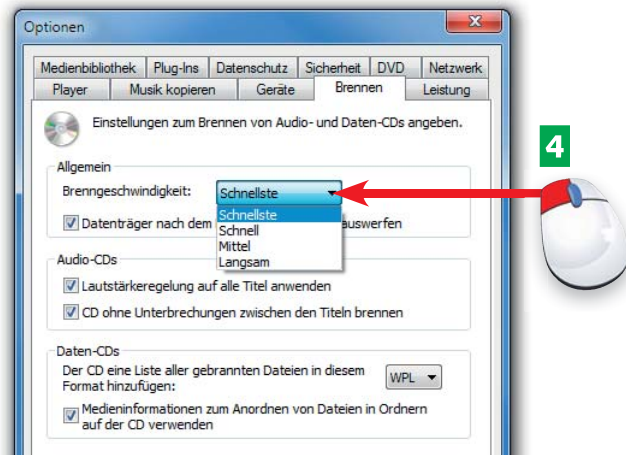 Optionen
Medienbibliothek Plug-Ins Datenschutz Sicherheit DVD Netzwerk
Player Musik kopieren Geräte Brennen Leistung
Einstellungen zum Brennen von Audio- und Daten-CDs angeben.
Allgemein
Brenngeschwindigkeit: Schnellste
4
Schnellste
Datenträger nach dem auswerfen
Schnell
Mittel
Langsam
Audio-CDs
Lautstärkeregelung auf alle Titel anwenden
CD ohne Unterbrechungen zwischen den Titeln brennen
Daten-CDs
Der CD eine Liste aller gebrannten Dateien in diesem
Format hinzufügen:
WPL
Medieninformationen zum Anordnen von Dateien in Ordnern
auf der CD verwenden